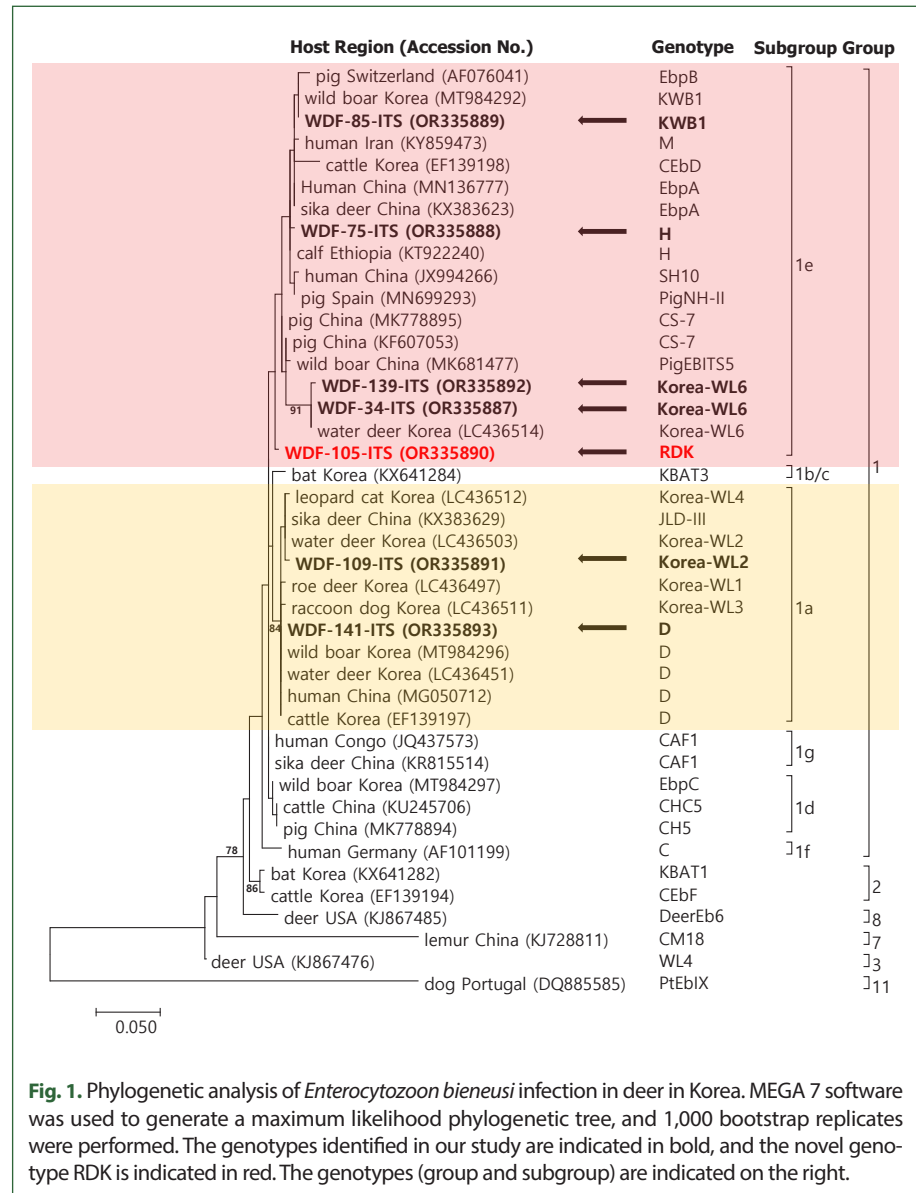 Host Region (Accession No.) Genotype Subgroup Group
pig Switzerland (AF076041) EbpB
wild boar Korea (MT984292) KWB1
WDF-85-ITS (OR335889) KWB1
human Iran (KY859473) M
cattle Korea (EF139198) CEbD
Human China (MN136777) EbpA
sika deer China (KX383623) EbpA
WDF-75-ITS (OR335888) H
calf Ethiopia (KT922240) H
1e
human China (JX994266) SH10
pig Spain (MN699293) PigNH-II
pig China (MK778895) CS-7
pig China (KF607053) CS-7
wild boar China (MK681477) PigEBITS5
WDF-139-ITS (OR335892) Korea-WL6
91 WDF-34-ITS (OR335887) Korea-WL6
water deer Korea (LC436514) Korea-WL6
WDF-105-ITS (OR335890) RDK
bat Korea (KX641284) KBAT3 1b/c 1
leopard cat Korea (LC436512) Korea-WL4
sika deer China (KX383629) JLD-III
water deer Korea (LC436503) Korea-WL2
WDF-109-ITS (OR335891) Korea-WL2
roe deer Korea (LC436497) Korea-WL1
raccoon dog Korea (LC436511) Korea-WL3 1a
84 WDF-141-ITS (OR335893) D
wild boar Korea (MT984296) D
water deer Korea (LC436451) D
human China (MG050712) D
cattle Korea (EF139197) D
human Congo (JQ437573) CAF1
1g
sika deer China (KR815514) CAF1
wild boar Korea (MT984297) EbpC
cattle China (KU245706) CHC5 1d
pig China (MK778894) CH5
78 human Germany (AF101199) C 1f
bat Korea (KX641282) KBAT1
86 cattle Korea (EF139194) CEbF 2
deer USA (KJ867485) DeerEb6 8
lemur China (KJ728811) CM18 7
deer USA (KJ867476) WL4 3
dog Portugal (DQ885585) PtEbIX 11
0.050
Fig. 1. Phylogenetic analysis of Enterocytozoon bieneusi infection in deer in Korea. MEGA 7 software
was used to generate a maximum likelihood phylogenetic tree, and 1,000 bootstrap replicates
were performed. The genotypes identified in our study are indicated in bold, and the novel geno-
type RDK is indicated in red. The genotypes (group and subgroup) are indicated on the right.